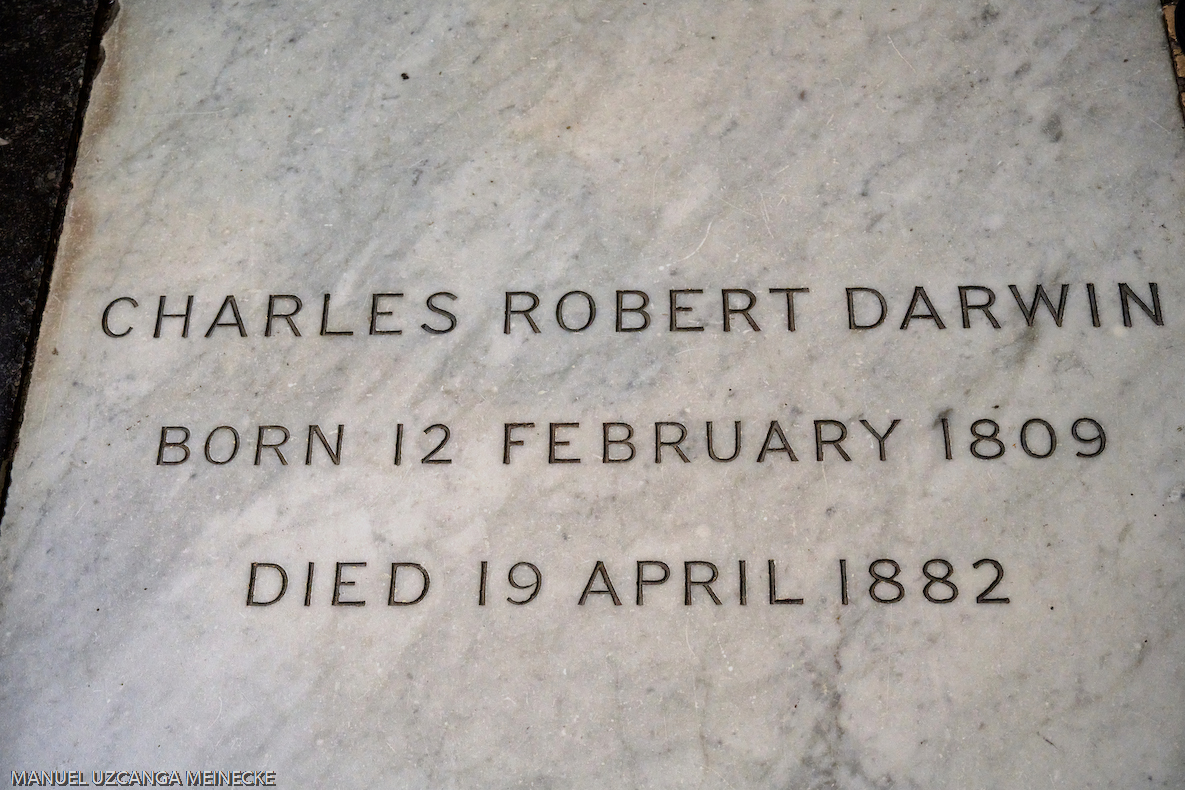 CHARLES ROBERT DARWIN
BORN 12 FEBRUARY 1809
DIED 19 APRIL 1882
MANUEL UZCANGA MEINECKE